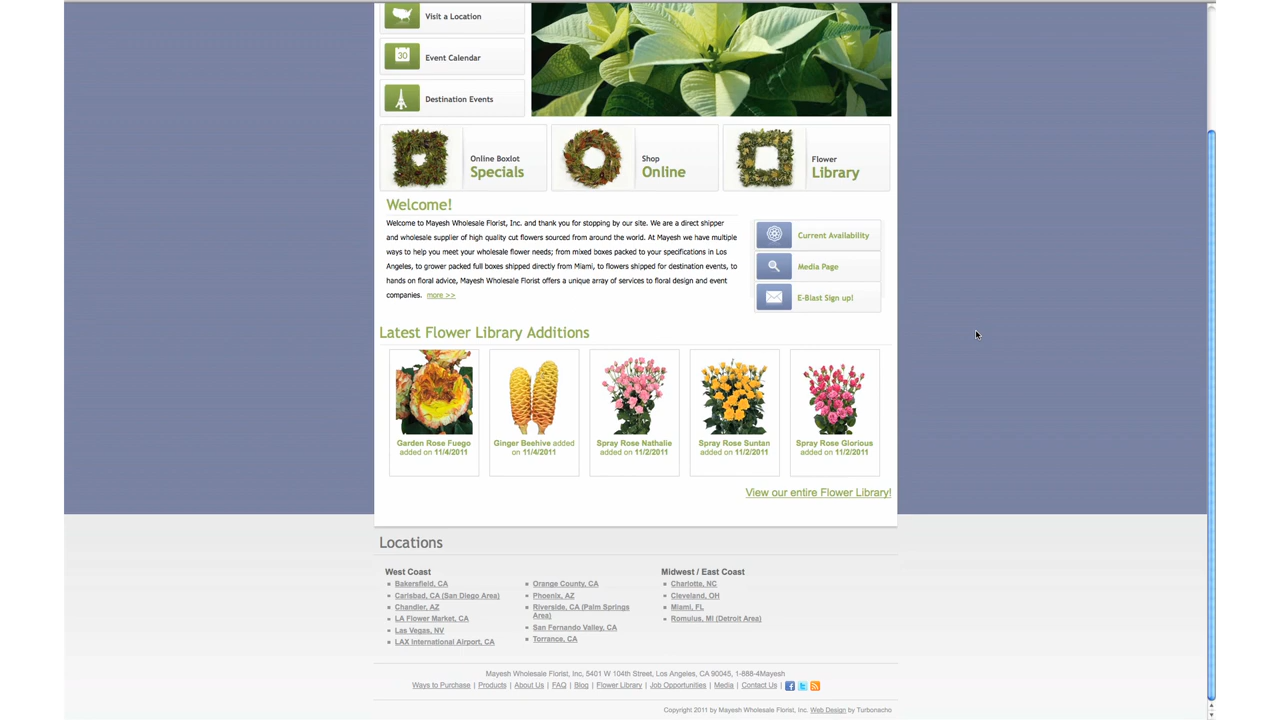 Visit a Location
30
Event Calendar
Destination Events
Online Boxlot
Specials
Shop
Online
Flower
Library
Welcome!
Welcome to Mayesh Wholesale Florist, Inc. and thank you for stopping by our site. We are a direct shipper
and wholesale supplier of high quality cut flowers sourced from around the world. At Mayesh we have multiple
ways to help you meet your wholesale flower needs; from mixed boxes packed to your specifications in Los
Angeles, to grower packed full boxes shipped directly from Miami, to flowers shipped for destination events, to
hands on floral advice, Mayesh Wholesale Florist offers a unique array of services to floral design and event
companies. more >>
Current Availability
Media Page
E-Blast Sign up!
Latest Flower Library Additions
Garden Rose Fuego
added on 11/4/2011
Ginger Beehive added
on 11/4/2011
Spray Rose Nathalie
added on 11/2/2011
Spray Rose Suntan
added on 11/2/2011
Spray Rose Glorious
added on 11/2/2011
View our entire Flower Library!
Locations
West Coast
Bakersfield, CA
Carlsbad, CA (San Diego Area)
Chandler, AZ
LA Flower Market, CA
Las Vegas, NV
LAX International Airport, CA
Orange County, CA
Phoenix, AZ
Riverside, CA (Palm Springs
Area)
San Fernando Valley, CA
Torrance, CA
Midwest / East Coast
Charlotte, NC
Cleveland, OH
Miami, FL
Romulus, MI (Detroit Area)
Mayesh Wholesale Florist, Inc, 5401 W 104th Street, Los Angeles, CA 90045, 1-888-4Mayesh
Ways to Purchase | Products | About Us | FAQ | Blog | Flower Library | Job Opportunities | Media | Contact Us |
Copyright 2011 by Mayesh Wholesale Florist, Inc. Web Design by Turbonecho